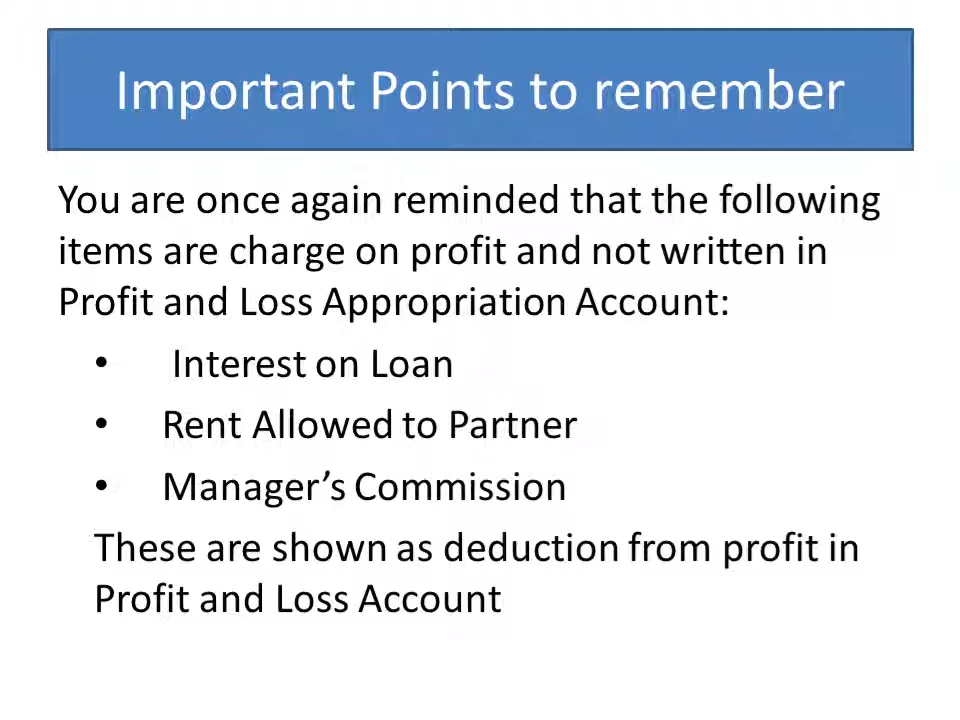 Important Points to remember
You are once again reminded that the following
items are charge on profit and not written in
Profit and Loss Appropriation Account:
• Interest on Loan
• Rent Allowed to Partner
• Manager’s Commission
These are shown as deduction from profit in
Profit and Loss Account